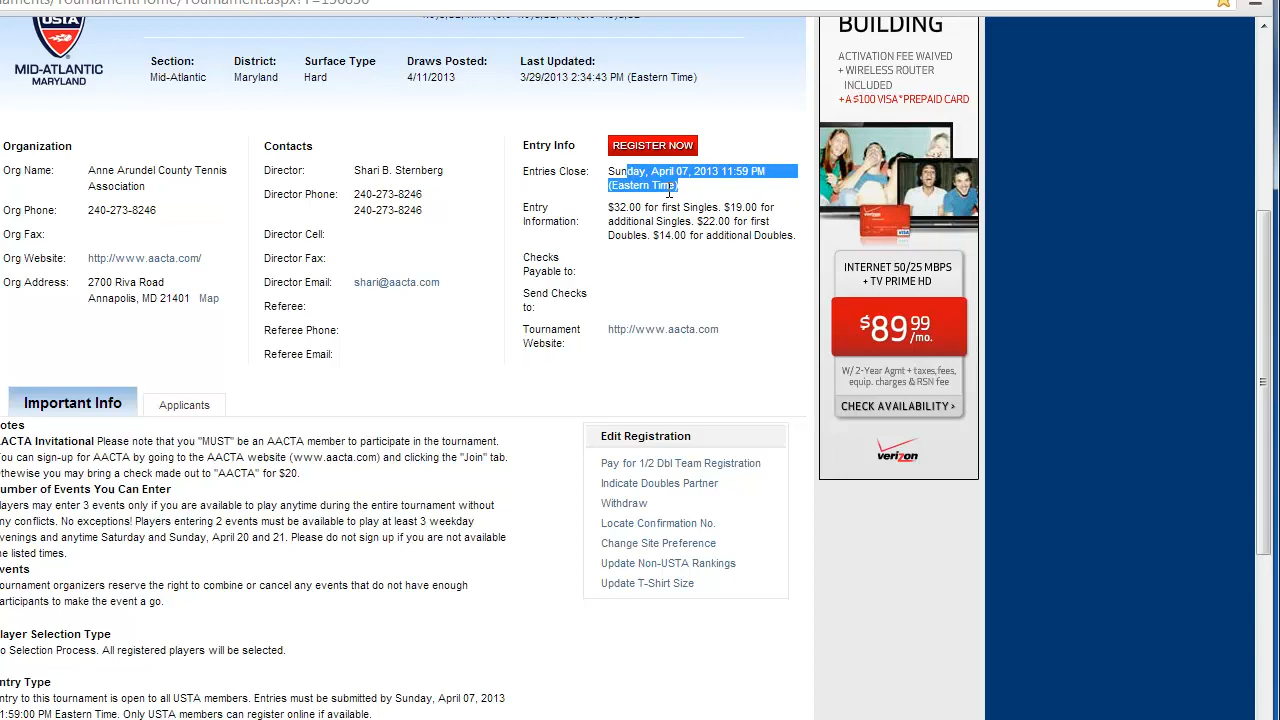 USTA
MID-ATLANTIC
MARYLAND
Section:
Mid-Atlantic
District:
Maryland
Surface Type
Hard
Draws Posted:
4/11/2013
Last Updated:
3/29/2013 2:34:43 PM (Eastern Time)
Organization
Org Name: Anne Arundel County Tennis
Association
Org Phone: 240-273-8246
Org Fax:
Org Website: http://www.aacta.com/
Org Address: 2700 Riva Road
Annapolis, MD 21401 Map
Contacts
Director: Shari B. Sternberg
Director Phone: 240-273-8246
240-273-8246
Director Cell:
Director Fax:
Director Email: shari@aacta.com
Referee:
Referee Phone:
Referee Email:
Entry Info REGISTER NOW
Entries Close: Sunday, April 07, 2013 11:59 PM
(Eastern Time)
Entry $32.00 for first Singles. $19.00 for
Information: additional Singles. $22.00 for first
Doubles. $14.00 for additional Doubles.
Checks
Payable to:
Send Checks
to:
Tournament http://www.aacta.com
Website:
Important Info
Applicants
otes
AACTA Invitational Please note that you "MUST" be an AACTA member to participate in the tournament.
ou can sign-up for AACTA by going to the AACTA website (www.aacta.com) and clicking the "Join" tab.
thewise you may bring a check made out to "AACTA" for $20.
umber of Events You Can Enter
layers may enter 3 events only if you are available to play anytime during the entire tournament without
ny conflicts. No exceptions! Players entering 2 events must be available to play at least 3 weekday
venings and anytime Saturday and Sunday, April 20 and 21. Please do not sign up if you are not available
he listed times.
vents
ournament organizers reserve the right to combine or cancel any events that do not have enough
articipants to make the event a go.
layer Selection Type
o Selection Process. All registered players will be selected.
ntry Type
ntry to this tournament is open to all USTA members. Entries must be submitted by Sunday, April 07, 2013
1:59:00 PM Eastern Time. Only USTA members can register online if available.
Edit Registration
Pay for 1/2 Dbl Team Registration
Indicate Doubles Partner
Withdraw
Locate Confirmation No.
Change Site Preference
Update Non-USTA Rankings
Update T-Shirt Size
BUILDING
ACTIVATION FEE WAIVED
+ WIRELESS ROUTER
INCLUDED
+A $100 VISA® PREPAID CARD
INTERNET 50/25 MBPS
+ TV PRIME HD
$89 99 /mo.
W/ 2-Year Agmt + taxes, fees,
equip. charges & RSN fee
CHECK AVAILABILITY >
verizon